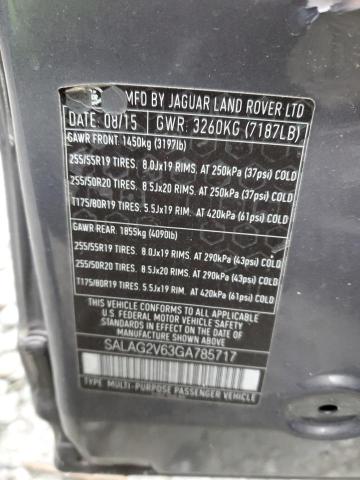 MFD BY JAGUAR LAND ROVER LTD
DATE: 08/15 GWR: 3260KG (7187LB)
GAWR FRONT: 1450kg (3197lb)
255/55R19 TIRES. 8.0Jx19 RIMS, AT 250kPa (37psi) COLD
255/50R20 TIRES. 8.5Jx20 RIMS, AT 250kPa (37psi) COLD
T175/80R19 TIRES. 5.5Jx19 RIM, AT 420kPa (61psi) COLD
GAWR REAR: 1855kg (4090lb)
255/55R19 TIRES. 8.0Jx19 RIMS, AT 290kPa (43psi) COLD
255/50R20 TIRES. 8.5Jx20 RIMS, AT 290kPa (43psi) COLD
T175/80R19 TIRES. 5.5Jx19 RIM, AT 420kPa (61psi) COLD
THIS VEHICLE CONFORMS TO ALL APPLICABLE
U.S. FEDERAL MOTOR VEHICLE SAFETY
STANDARDS IN EFFECT ON THE DATE OF
MANUFACTURE SHOWN ABOVE
SALAG2V63GA785717
TYPE: MULTI-PURPOSE PASSENGER VEHICLE